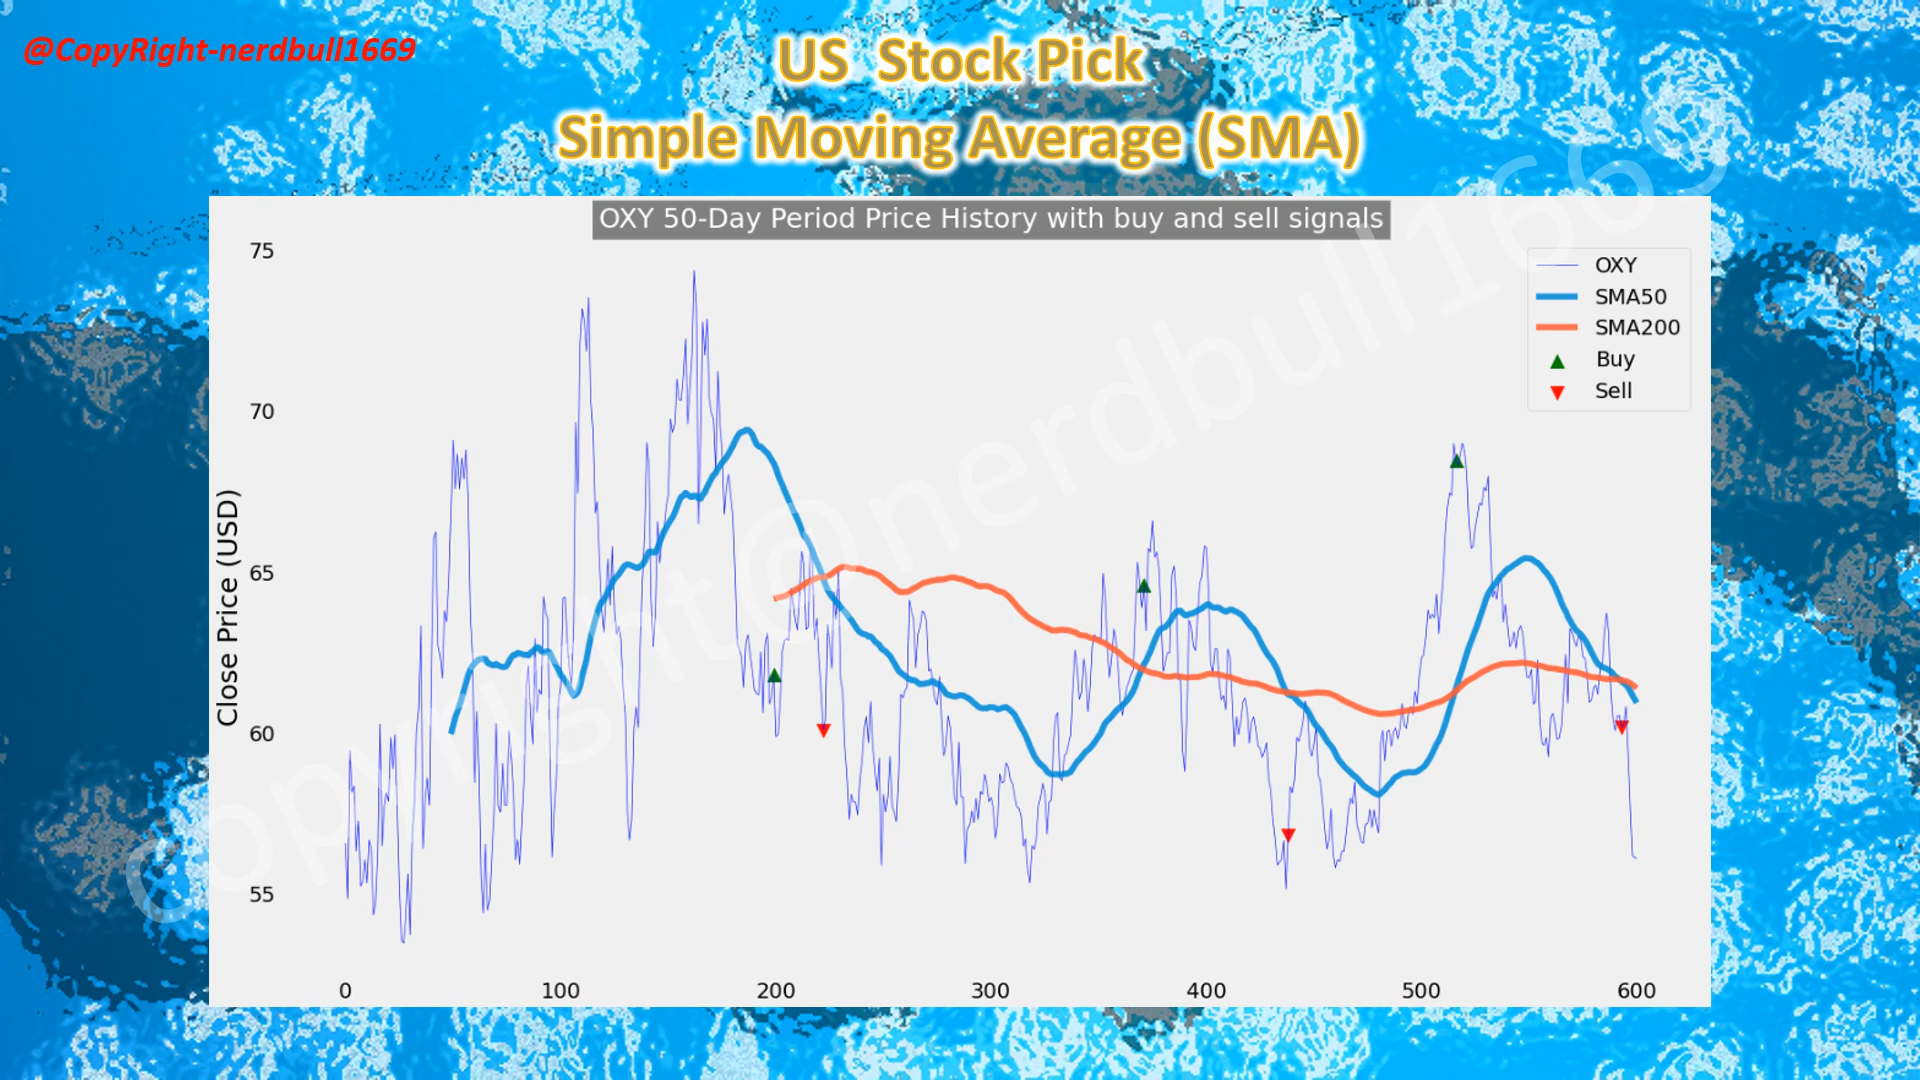 @CopyRight-nerdbull1669
US  Stock Pick
Simple Moving Average (SMA)
OXY 50-Day Period Price History with buy and sell signals
75
70
65
60
55
Close Price (USD)
OXY
SMA50
SMA200
Buy
Sell
0 100 200 300 400 500 600
copyright@nerdbull1669